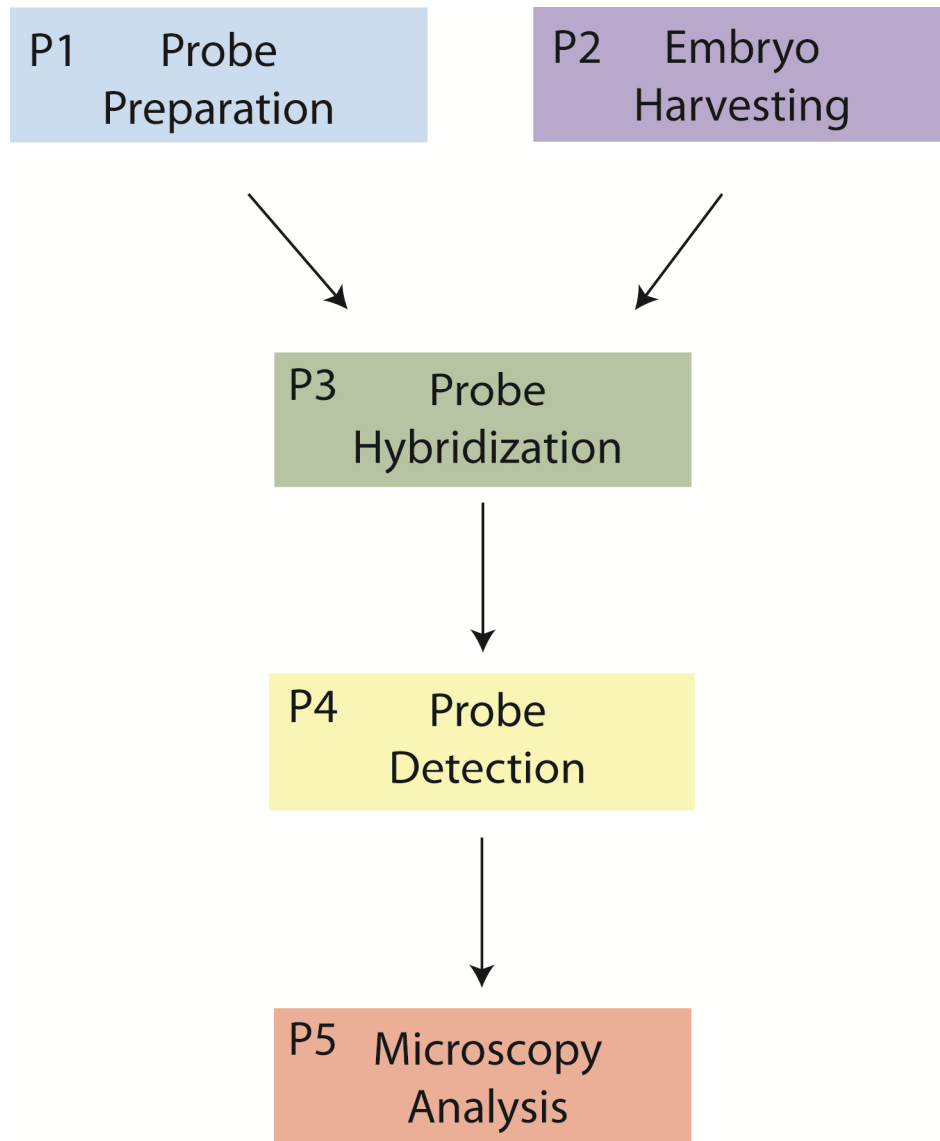 P1 Probe
Preparation
P2 Embryo
Harvesting
P3 Probe
Hybridization
P4 Probe
Detection
P5 Microscopy
Analysis